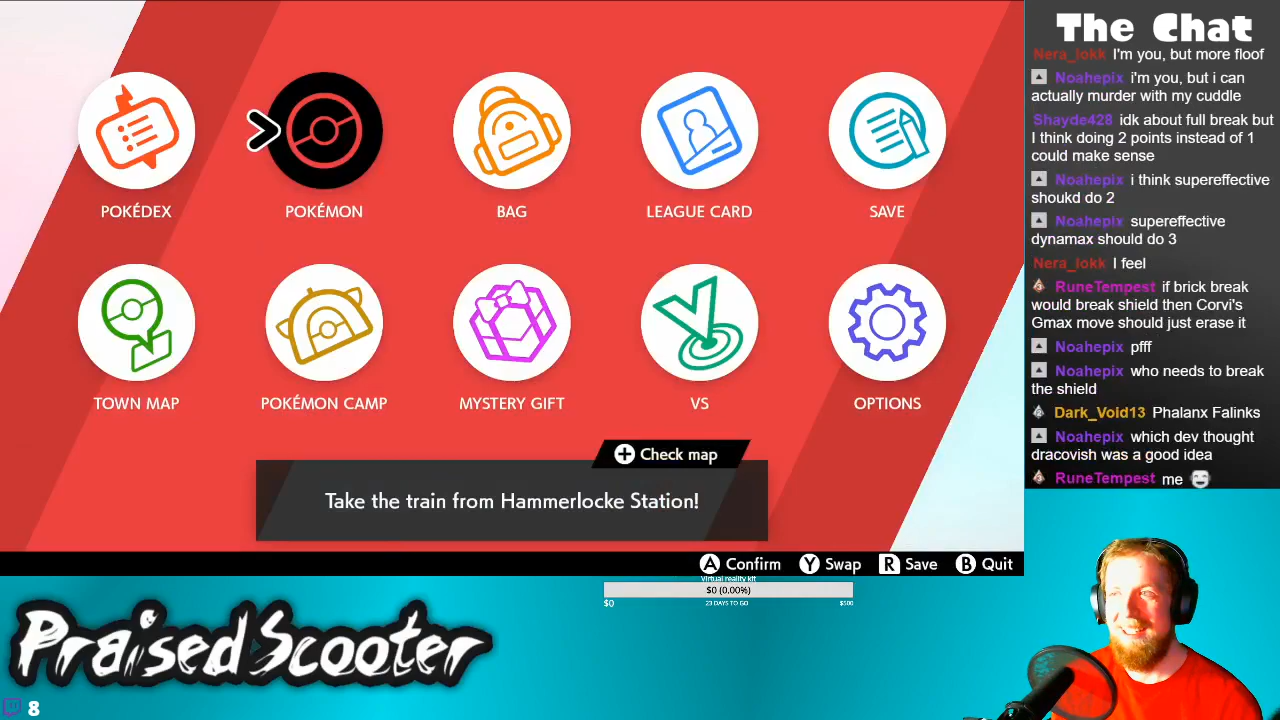 POKÉDEX
POKÉMON
BAG
LEAGUE CARD
SAVE
TOWN MAP
POKÉMON CAMP
MYSTERY GIFT
VS
OPTIONS
+ Check map
Take the train from Hammerlocke Station!
A Confirm Y Swap R Save B Quit
The Chat
Nera_lokk I'm you, but more floof
Noahepix i'm you, but i can
actually murder with my cuddle
Shayde428 idk about full break but
I think doing 2 points instead of 1
could make sense
Noahepix i think supereffective
shoukd do 2
Noahepix supereffective
dynamax should do 3
Nera_lokk I feel
RuneTempest if brick break
would break shield then Corvi's
Gmax move should just erase it
Noahepix pfff
Noahepix who needs to break
the shield
Dark_Void13 Phalanx Falinks
Noahepix which dev thought
dracovish was a good idea
RuneTempest me
Virtual reality kit
$0 (0.00%)
$0 23 DAYS TO GO $500
Praised Scooter
8